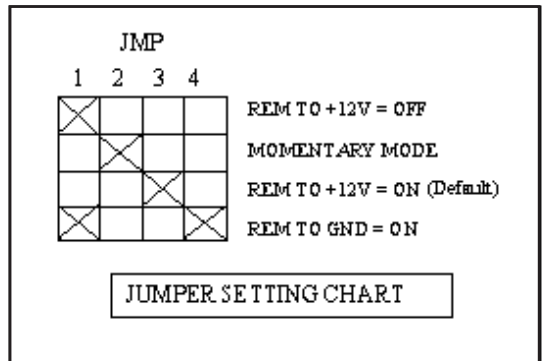 JMP
1 2 3 4
REM TO +12V = OFF
MOMENTARY MODE
REM TO +12V = ON (Default)
REM TO GND = ON
JUMPER SETTING CHART